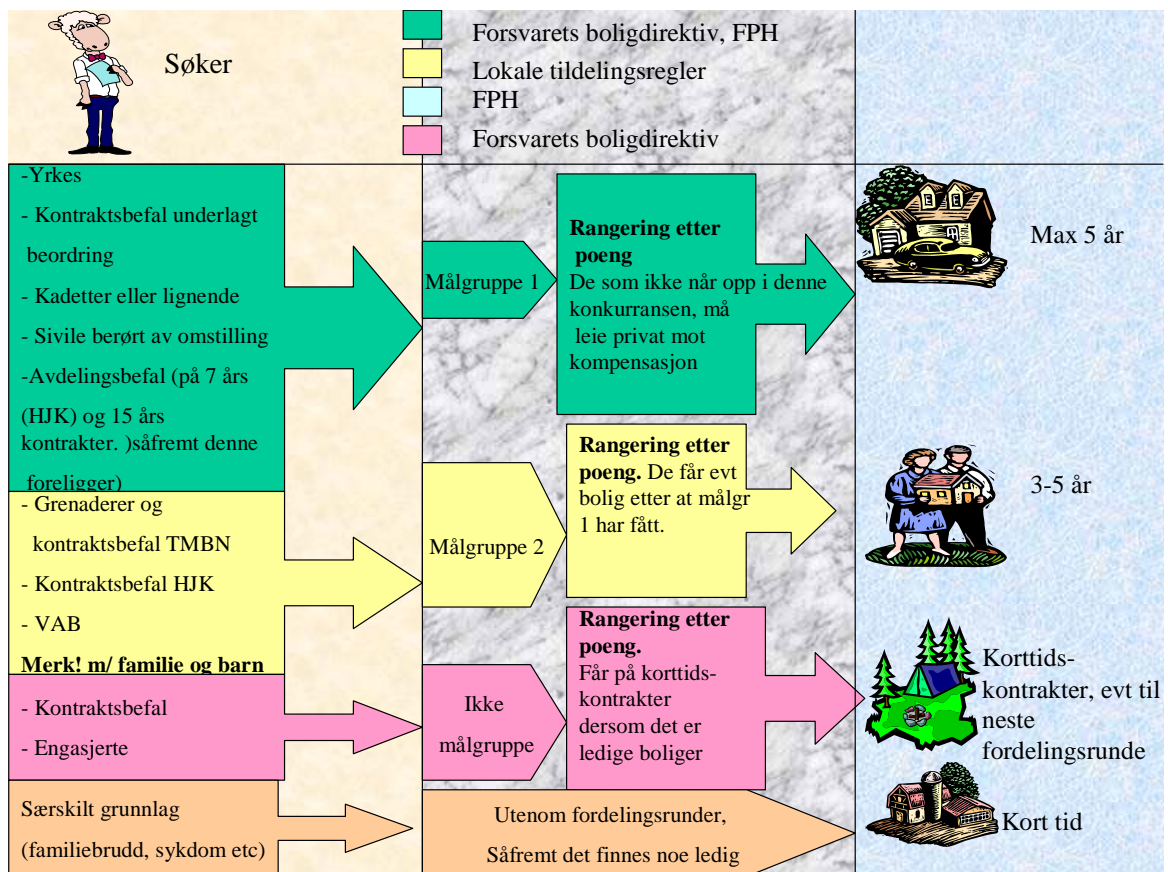 Søker
Forsvarets boligdirektiv, FPH
Lokale tildelingsregler
FPH
Forsvarets boligdirektiv
-Yrkes
- Kontraktsbefal underlagt
beordring
- Kadetter eller lignende
- Sivile berørt av omstilling
-Avdelingsbefal (på 7 års
(HJK) og 15 års
kontrakter. )såfremt denne
foreligger)
Målgruppe 1
Rangering etter
poeng
De som ikke når opp i denne
konkurransen, må
leie privat mot
kompensasjon
Max 5 år
- Grenaderer og
kontraktsbefal TMBN
- Kontraktsbefal HJK
- VAB
Merk! m/ familie og barn
Målgruppe 2
Rangering etter
poeng. De får evt
bolig etter at målgr
1 har fått.
3-5 år
- Kontraktsbefal
- Engasjerte
Ikke
målgruppe
Rangering etter
poeng.
Får på korttids-
kontrakter
dersom det er
ledige boliger
Korttids-
kontrakter, evt til
neste
fordelingsrunde
Særskilt grunnlag
(familiebrudd, sykdom etc)
Utenom fordelingsrunder,
Såfremt det finnes noe ledig
Kort tid